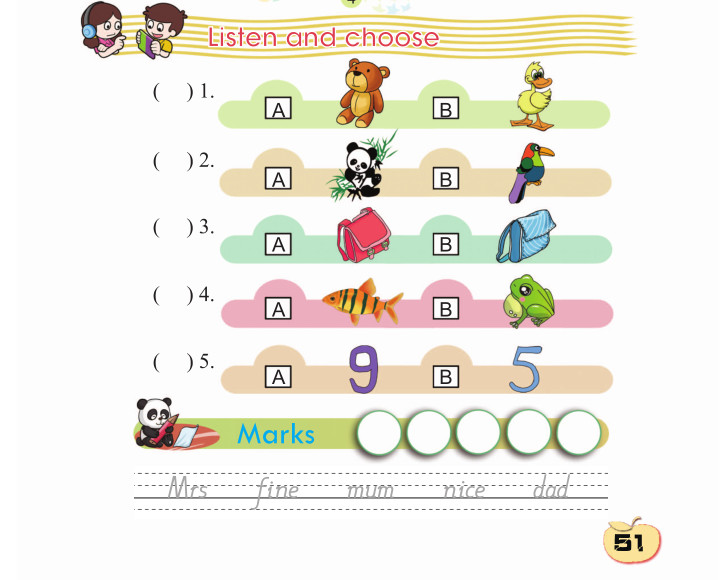 Listen and choose
( ) 1. A B
( ) 2. A B
( ) 3. A B
( ) 4. A B
( ) 5. A 9 B 5
Marks
Mrs fine mum nice dad
51